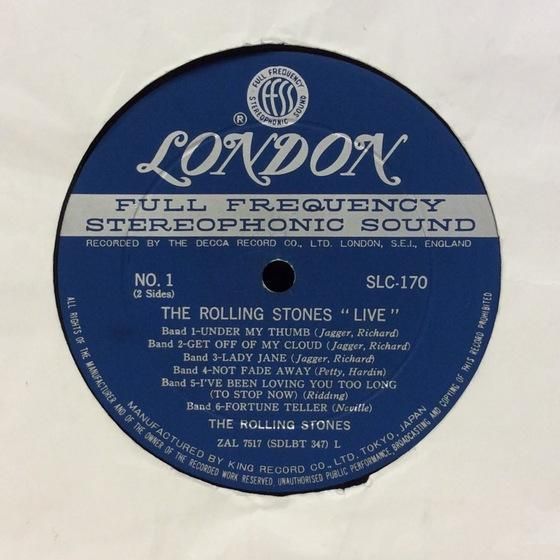 FULL FREQUENCY
ffss
STEREOPHONIC SOUND
®
LONDON
FULL FREQUENCY
STEREOPHONIC SOUND
RECORDED BY THE DECCA RECORD CO., LTD. LONDON, S.E.I., ENGLAND
NO. 1
(2 Sides)
SLC-170
THE ROLLING STONES "LIVE"
Band 1-UNDER MY THUMB (Jagger, Richard)
Band 2-GET OFF OF MY CLOUD (Jagger, Richard)
Band 3-LADY JANE (Jagger, Richard)
Band 4-NOT FADE AWAY (Petty, Hardin)
Band 5-I'VE BEEN LOVING YOU TOO LONG
(TO STOP NOW) (Ridding)
Band 6-FORTUNE TELLER (Neville)
THE ROLLING STONES
ZAL 7517 (SDLBT 347) L
MANUFACTURED BY KING RECORD CO., LTD. TOKYO, JAPAN
ALL RIGHTS OF THE MANUFACTURER AND OF THE OWNER OF THE RECORDED WORK RESERVED, UNAUTHORISED PUBLIC PERFORMANCE, BROADCASTING AND COPYING OF THIS RECORD PROHIBITED